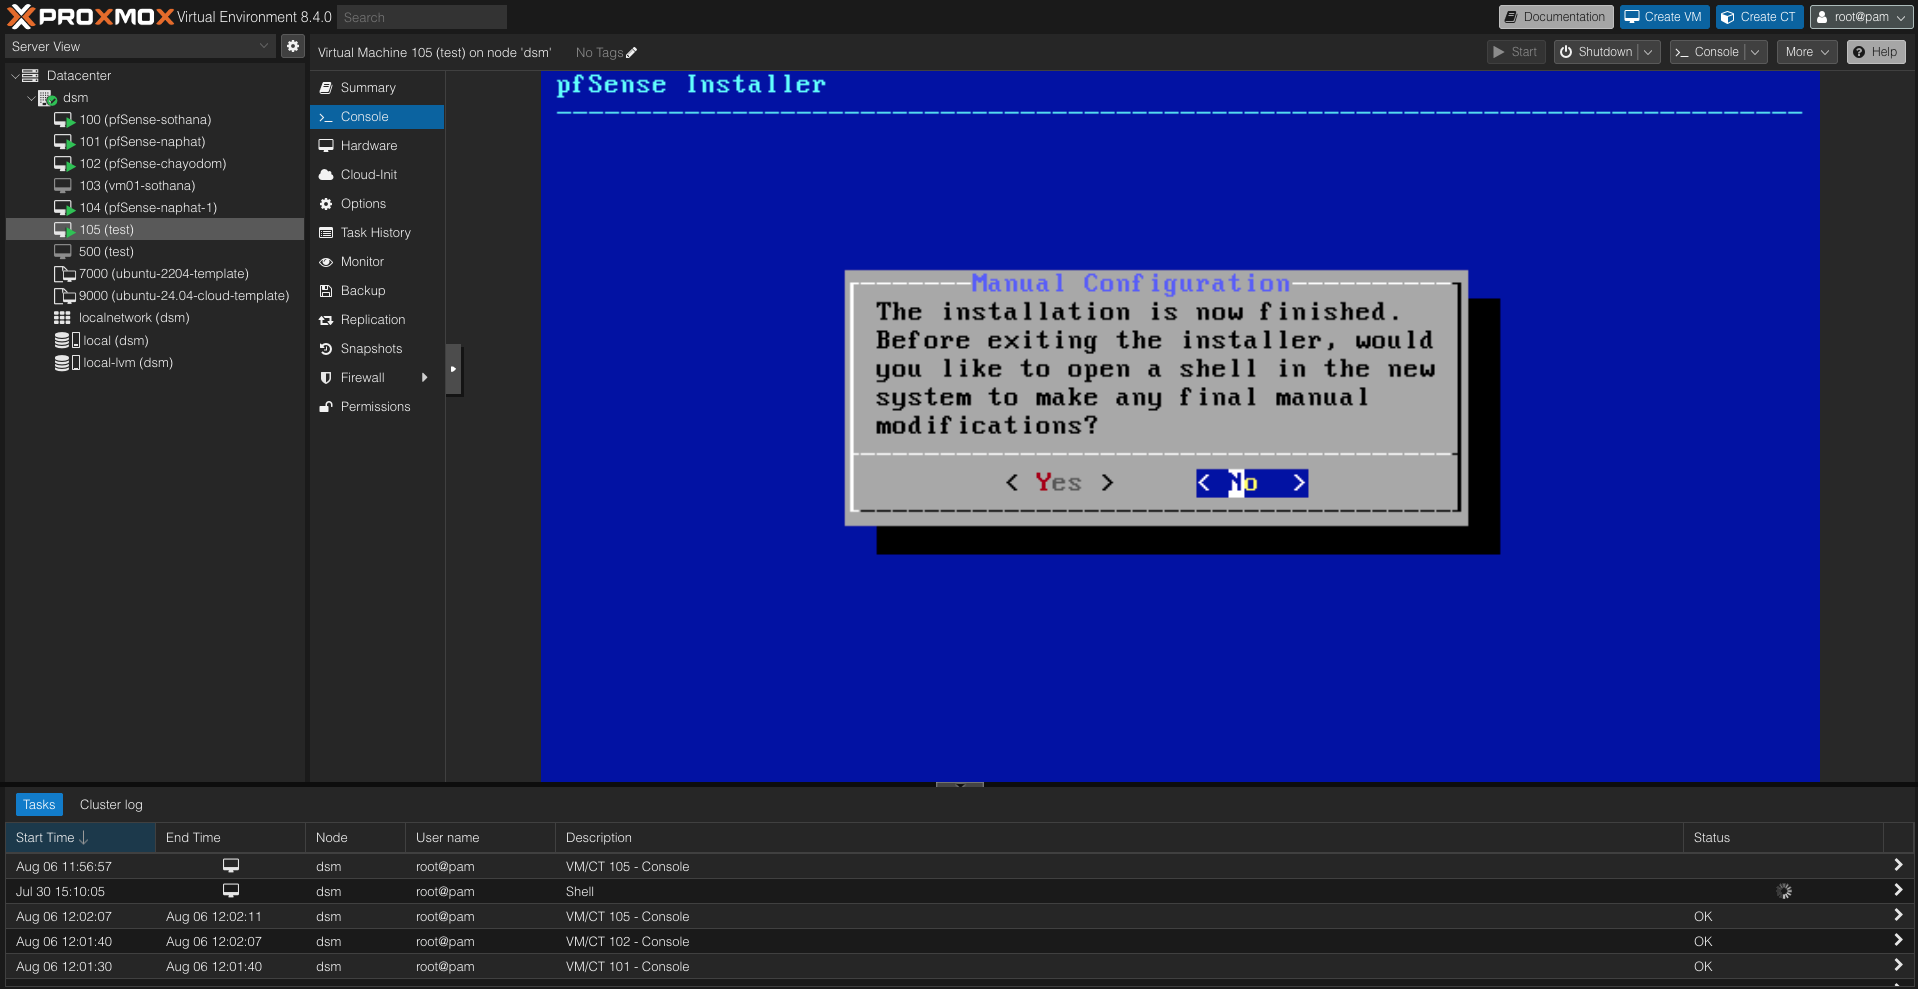 PROXMOX Virtual Environment 8.4.0 Search Documentation Create VM Create CT root@pam
Server View
Virtual Machine 105 (test) on node 'dsm' No Tags Start Shutdown Console More Help
Datacenter
dsm
100 (pfSense-sothana)
101 (pfSense-naphat)
102 (pfSense-chayodom)
103 (vm01-sothana)
104 (pfSense-naphat-1)
105 (test)
500 (test)
7000 (ubuntu-2204-template)
9000 (ubuntu-24.04-cloud-template)
localnetwork (dsm)
local (dsm)
local-lvm (dsm)
Summary
Console
Hardware
Cloud-Init
Options
Task History
Monitor
Backup
Replication
Snapshots
Firewall
Permissions
pfSense Installer
Manual Configuration
The installation is now finished.
Before exiting the installer, would
you like to open a shell in the new
system to make any final manual
modifications?
< Yes > < No >
Tasks Cluster log
Start Time End Time Node User name Description Status
Aug 06 11:56:57 dsm root@pam VM/CT 105 - Console
Jul 30 15:10:05 dsm root@pam Shell
Aug 06 12:02:07 Aug 06 12:02:11 dsm root@pam VM/CT 105 - Console OK
Aug 06 12:01:40 Aug 06 12:02:07 dsm root@pam VM/CT 102 - Console OK
Aug 06 12:01:30 Aug 06 12:01:40 dsm root@pam VM/CT 101 - Console OK